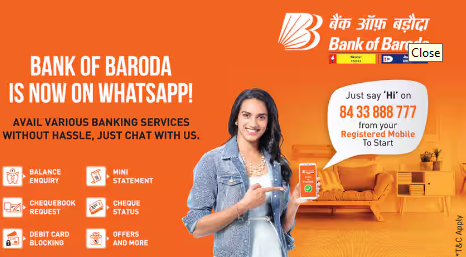 बैंक ऑफ़ बड़ौदा
Bank of Baroda
Close
BANK OF BARODA
IS NOW ON WHATSAPP!
AVAIL VARIOUS BANKING SERVICES
WITHOUT HASSLE, JUST CHAT WITH US.
BALANCE
ENQUIRY
MINI
STATEMENT
CHEQUEBOOK
REQUEST
CHEQUE
STATUS
DEBIT CARD
BLOCKING
OFFERS
AND MORE
Just say 'Hi' on
84 33 888 777
from your
Registered Mobile
To Start
*T&C Apply